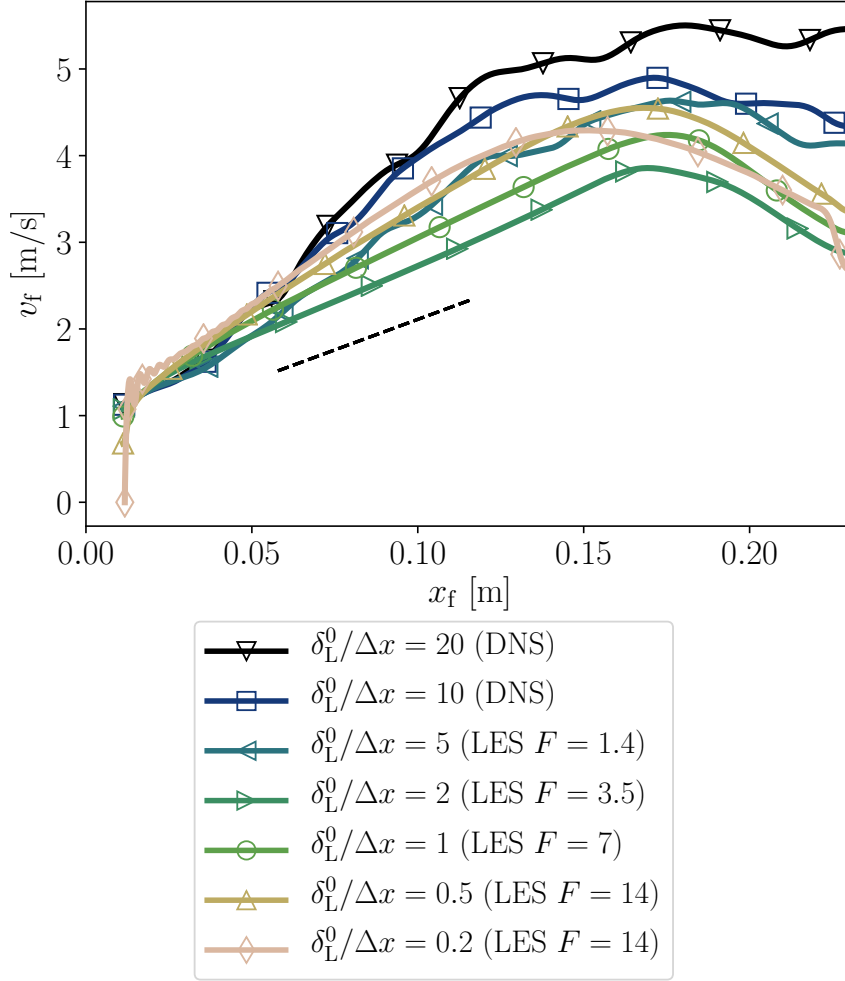 5
4
3
2
1
0
v_f [m/s]
0.00 0.05 0.10 0.15 0.20
x_f [m]
δ_L^0/Δx = 20 (DNS)
δ_L^0/Δx = 10 (DNS)
δ_L^0/Δx = 5 (LES F = 1.4)
δ_L^0/Δx = 2 (LES F = 3.5)
δ_L^0/Δx = 1 (LES F = 7)
δ_L^0/Δx = 0.5 (LES F = 14)
δ_L^0/Δx = 0.2 (LES F = 14)